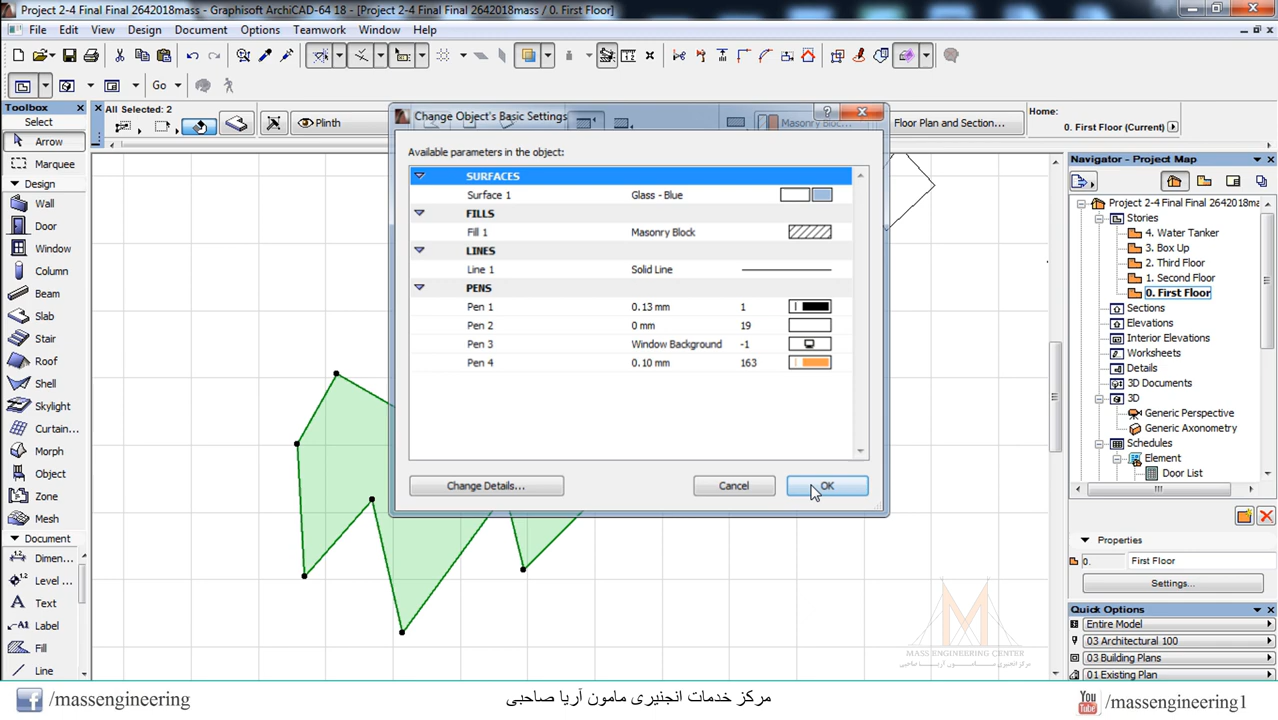 Project 2-4 Final Final 2642018mass - Graphisoft ArchiCAD-64 18 - [Project 2-4 Final Final 2642018mass / 0. First Floor]
File Edit View Design Document Options Teamwork Window Help
Go
Toolbox
Select
Arrow
Marquee
Design
Wall
Door
Window
Column
Beam
Slab
Stair
Roof
Shell
Skylight
Curtain...
Morph
Object
Zone
Mesh
Document
Dimen...
Level ...
Text
Label
Fill
Line
All Selected: 2
Plinth
Change Object's Basic Settings
Masonry Bloc...
Floor Plan and Section...
Home:
0. First Floor (Current)
Available parameters in the object:
SURFACES
Surface 1 Glass - Blue
FILLS
Fill 1 Masonry Block
LINES
Line 1 Solid Line
PENS
Pen 1 0.13 mm 1
Pen 2 0 mm 19
Pen 3 Window Background -1
Pen 4 0.10 mm 163
Change Details... Cancel OK
Navigator - Project Map
Project 2-4 Final Final 2642018ma
Stories
4. Water Tanker
3. Box Up
2. Third Floor
1. Second Floor
0. First Floor
Sections
Elevations
Interior Elevations
Worksheets
Details
3D Documents
3D
Generic Perspective
Generic Axonometry
Schedules
Element
Door List
Properties
0. First Floor
Settings...
Quick Options
Entire Model
03 Architectural 100
03 Building Plans
01 Existing Plan
MASS ENGINEERING CENTER
مرکز انجنیری مامون آریا صاحبی
/massengineering
مرکز خدمات انجنیری مامون آریا صاحبی
You Tube
/massengineering1